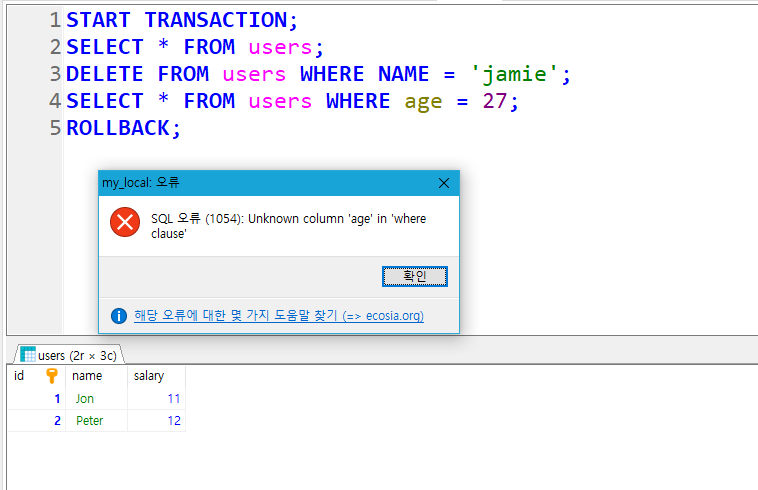 1 START TRANSACTION;
2 SELECT * FROM users;
3 DELETE FROM users WHERE NAME = 'jamie';
4 SELECT * FROM users WHERE age = 27;
5 ROLLBACK;
my_local: 오류
SQL 오류 (1054): Unknown column 'age' in 'where
clause'
확인
해당 오류에 대한 몇 가지 도움말 찾기 (=> ecosia.org)
users (2r × 3c)
id name salary
1 Jon 11
2 Peter 12